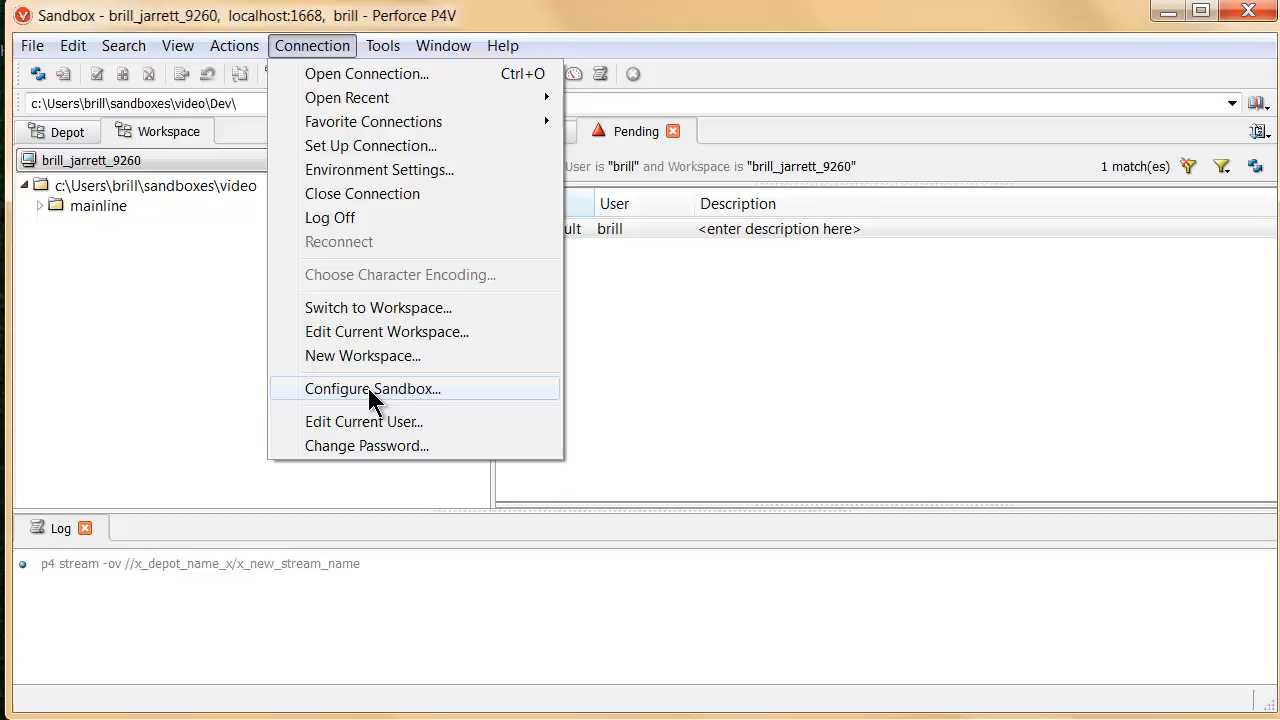 Sandbox - brill_jarrett_9260, localhost:1668, brill - Perforce P4V
File Edit Search View Actions Connection Tools Window Help
c:\Users\brill\sandboxes\video\Dev\
Depot Workspace
Pending
brill_jarrett_9260
User is "brill" and Workspace is "brill_jarrett_9260" 1 match(es)
c:\Users\brill\sandboxes\video
mainline
User Description
ult brill <enter description here>
Open Connection... Ctrl+O
Open Recent
Favorite Connections
Set Up Connection...
Environment Settings...
Close Connection
Log Off
Reconnect
Choose Character Encoding...
Switch to Workspace...
Edit Current Workspace...
New Workspace...
Configure Sandbox...
Edit Current User...
Change Password...
Log
p4 stream -ov //x_depot_name_x/x_new_stream_name